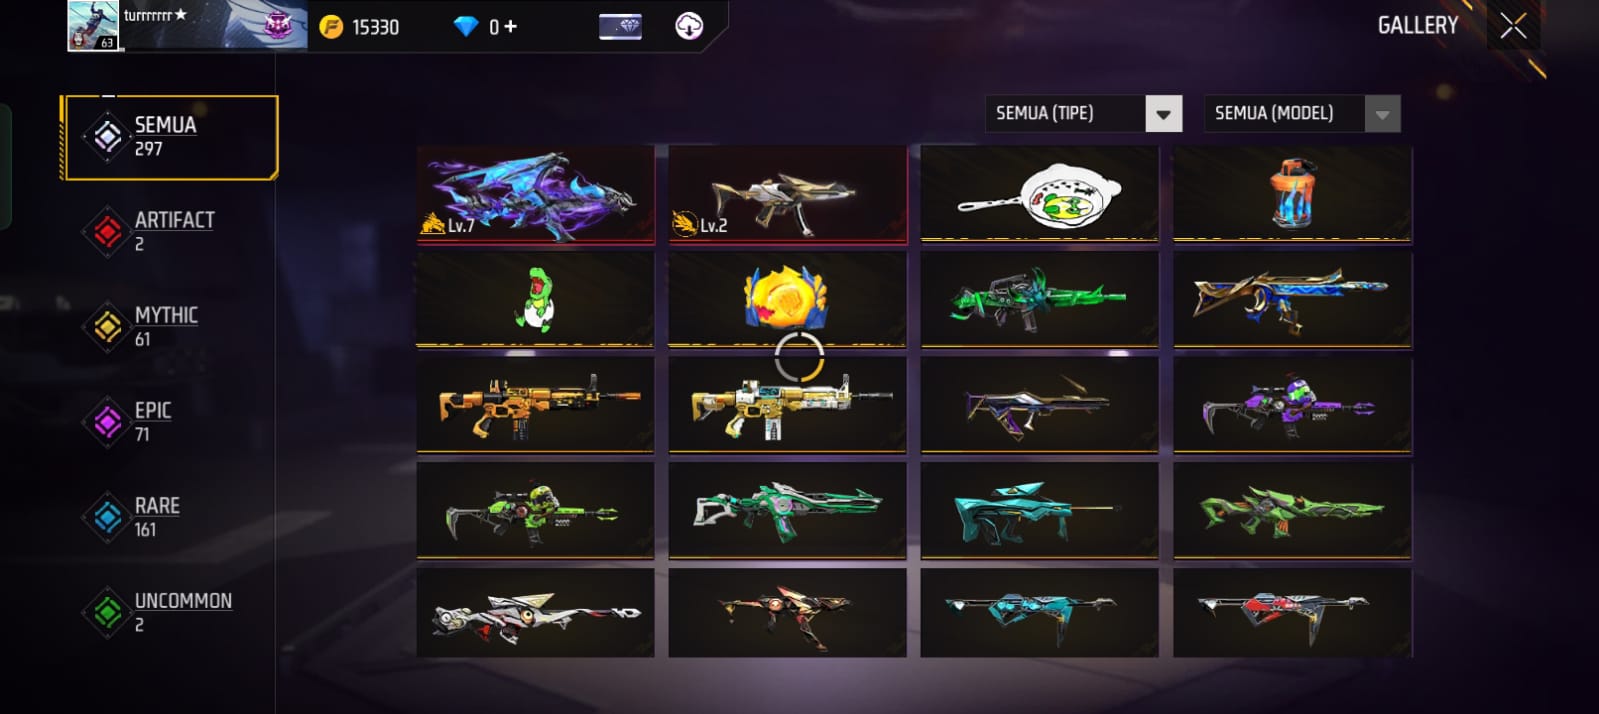 turrrrrrr★
63
15330
0 +
GALLERY
SEMUA
297
ARTIFACT
2
MYTHIC
61
EPIC
71
RARE
161
UNCOMMON
2
SEMUA (TIPE)
SEMUA (MODEL)
Lv.7
Lv.2